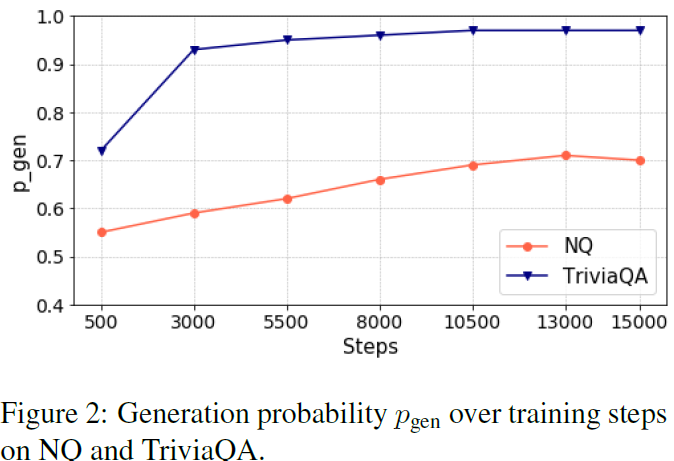 1.0
0.9
0.8
0.7
0.6
0.5
0.4
p_gen
500 3000 5500 8000 10500 13000 15000
Steps
NQ
TriviaQA
Figure 2: Generation probability pgen over training steps
on NQ and TriviaQA.